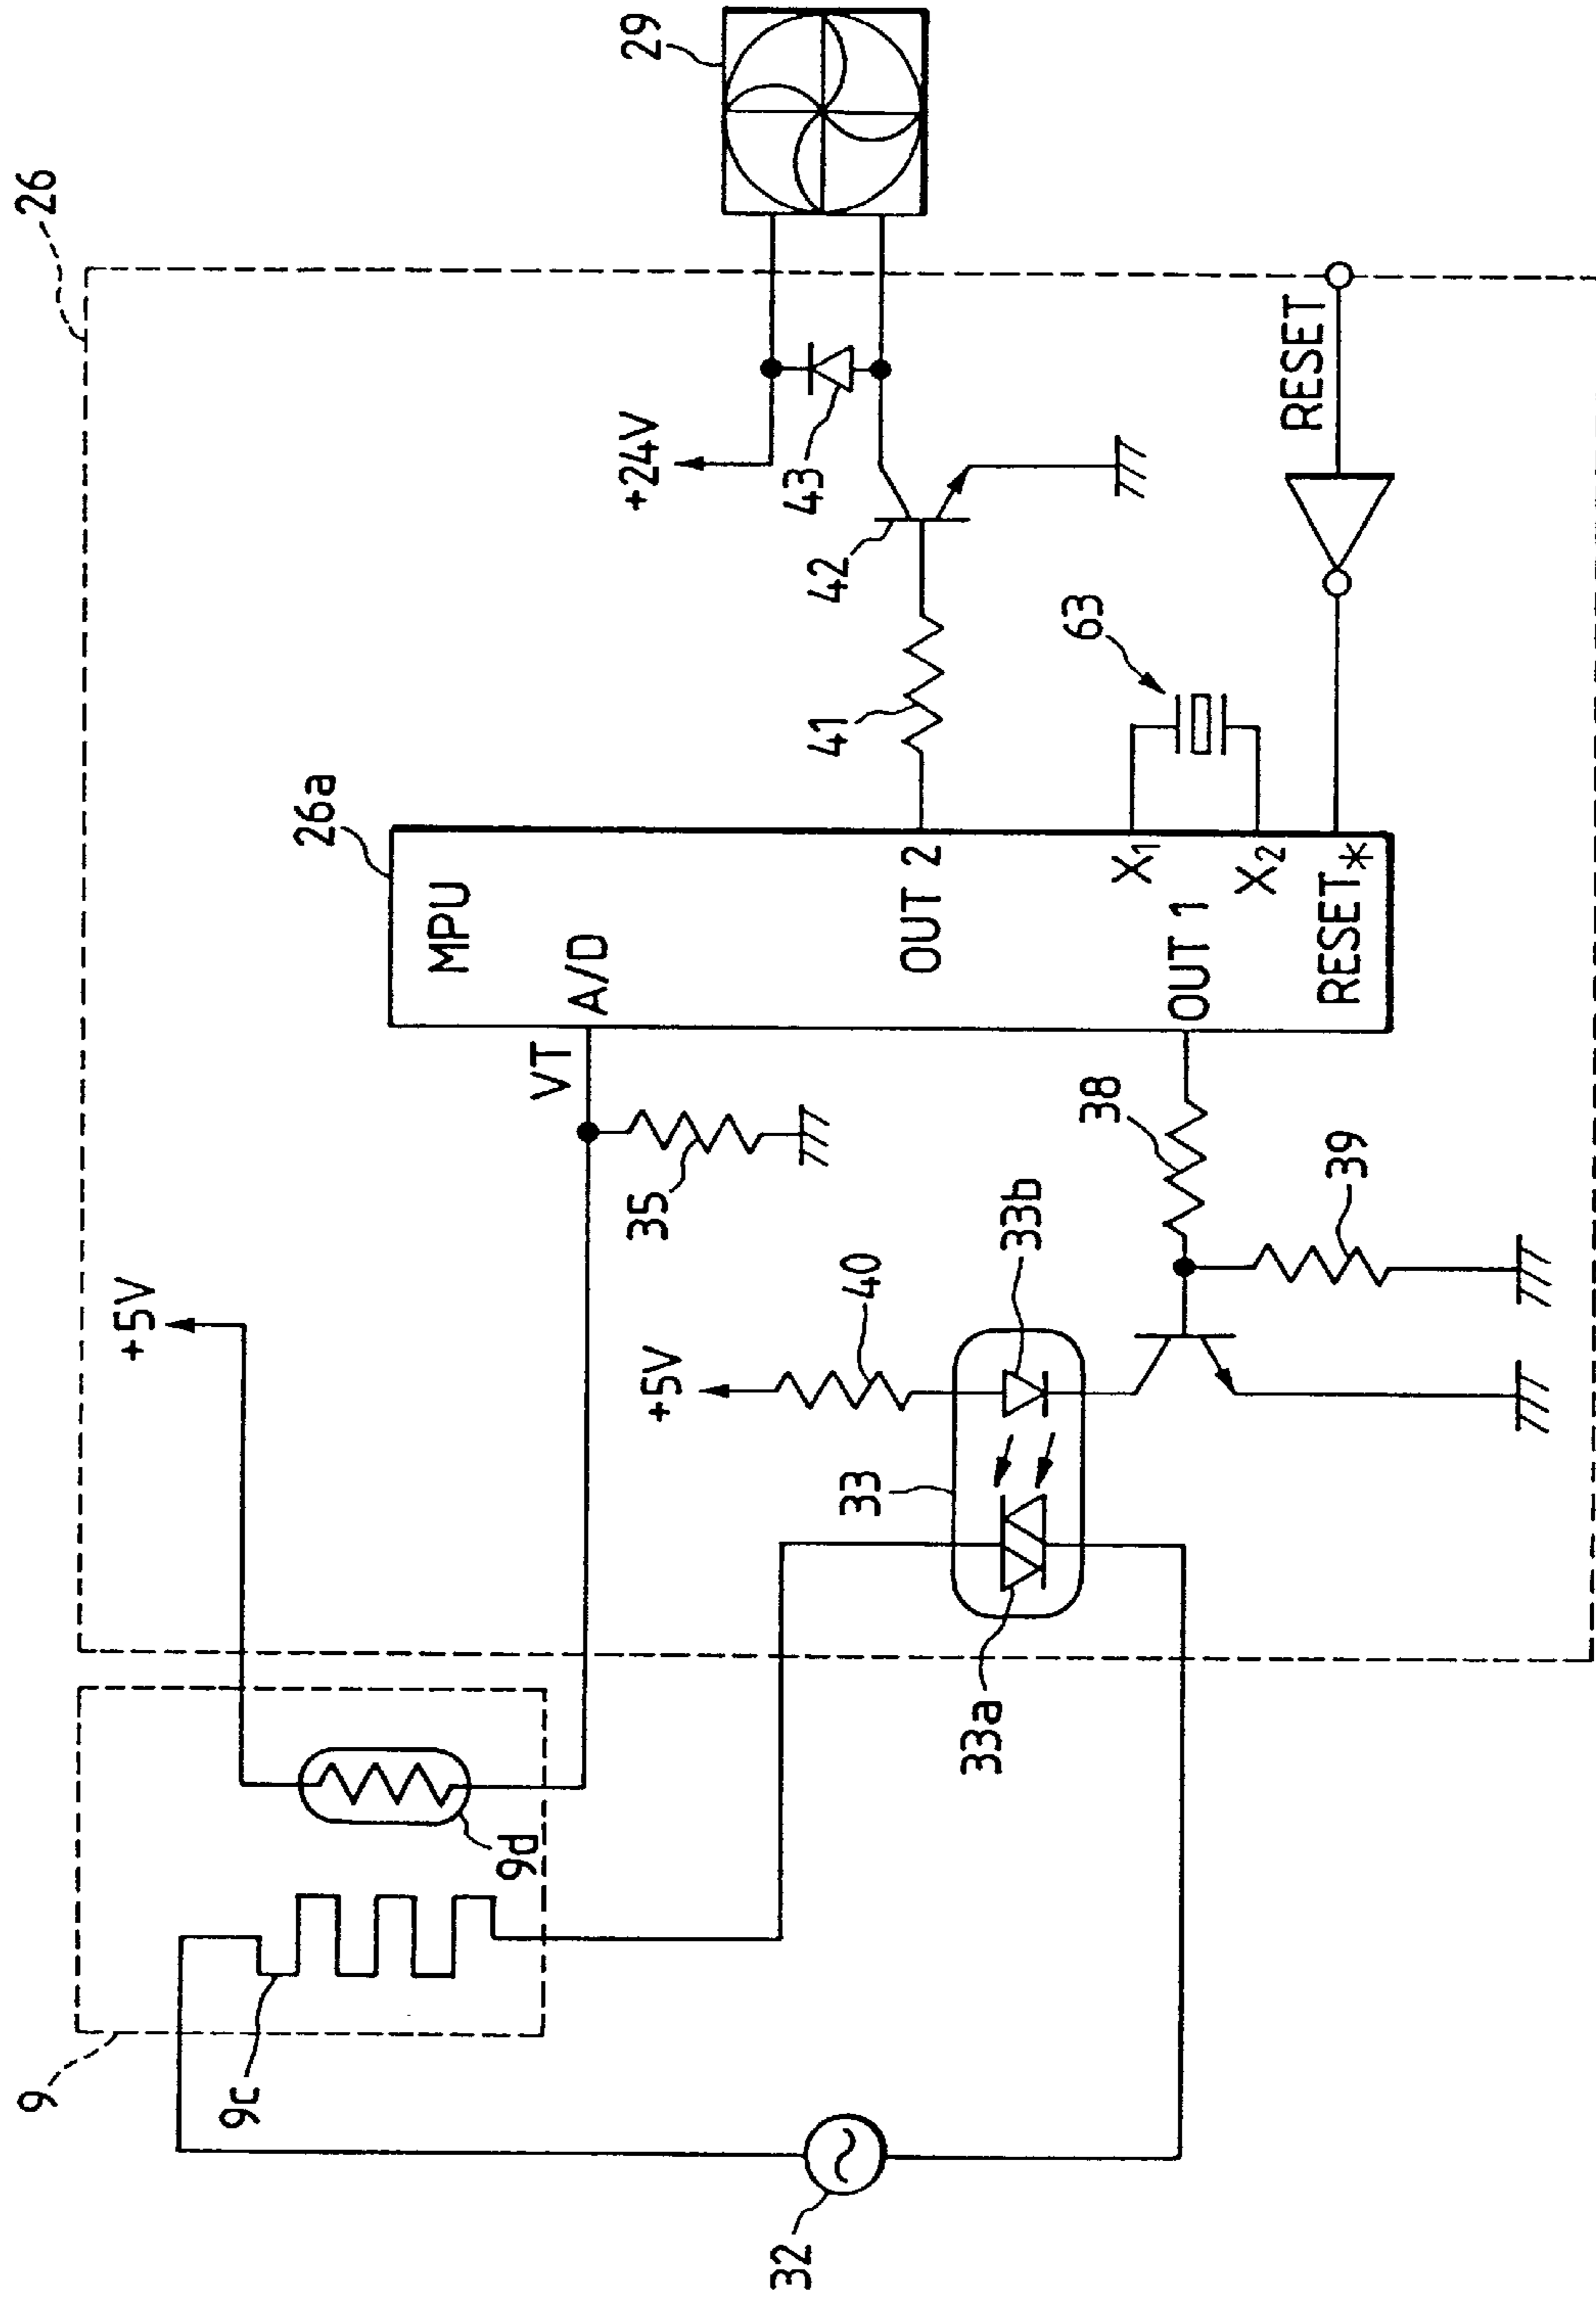 9
9c
9d
+5V
26
26a
MPU
A/D
VT
35
OUT 2
OUT 1
X1
X2
RESET*
41
42
43
+24V
29
63
RESET
38
39
40
+5V
33
33a
33b
32